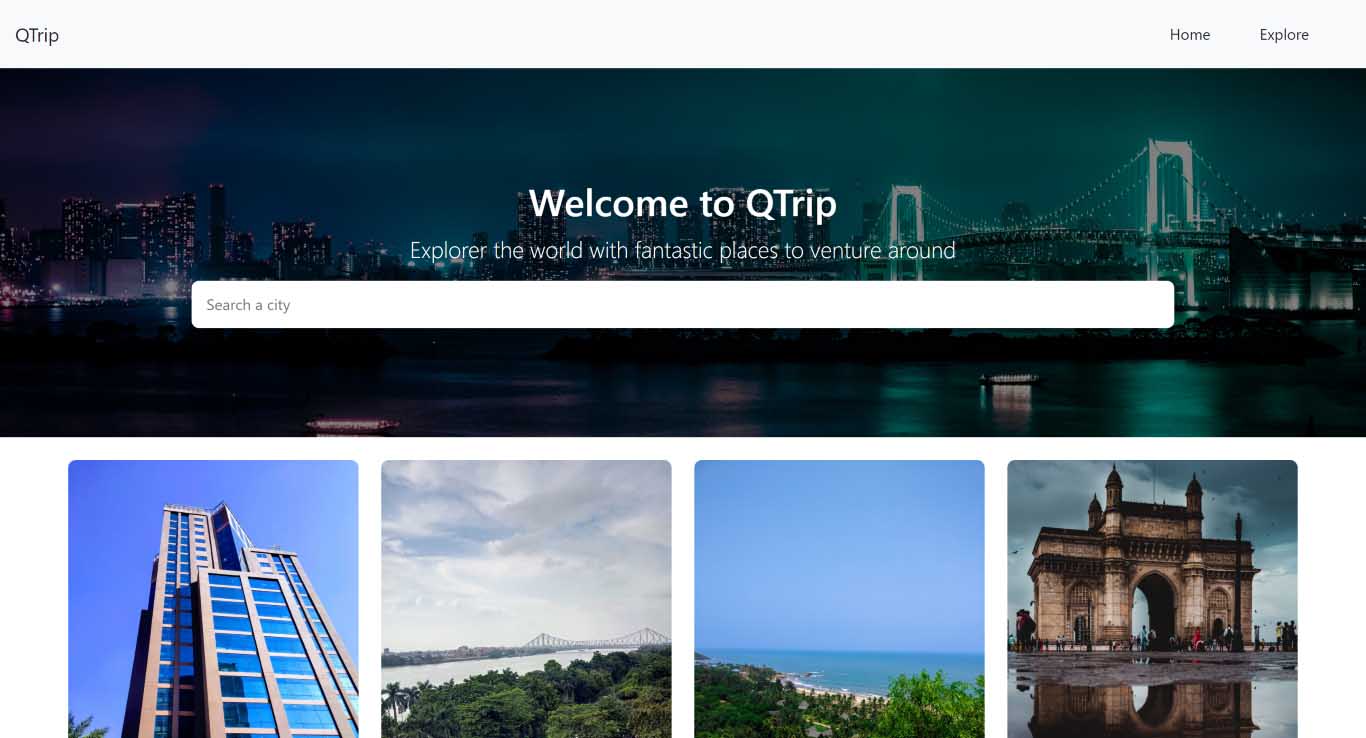 QTrip
Home
Explore
Welcome to QTrip
Explorer the world with fantastic places to venture around
Search a city